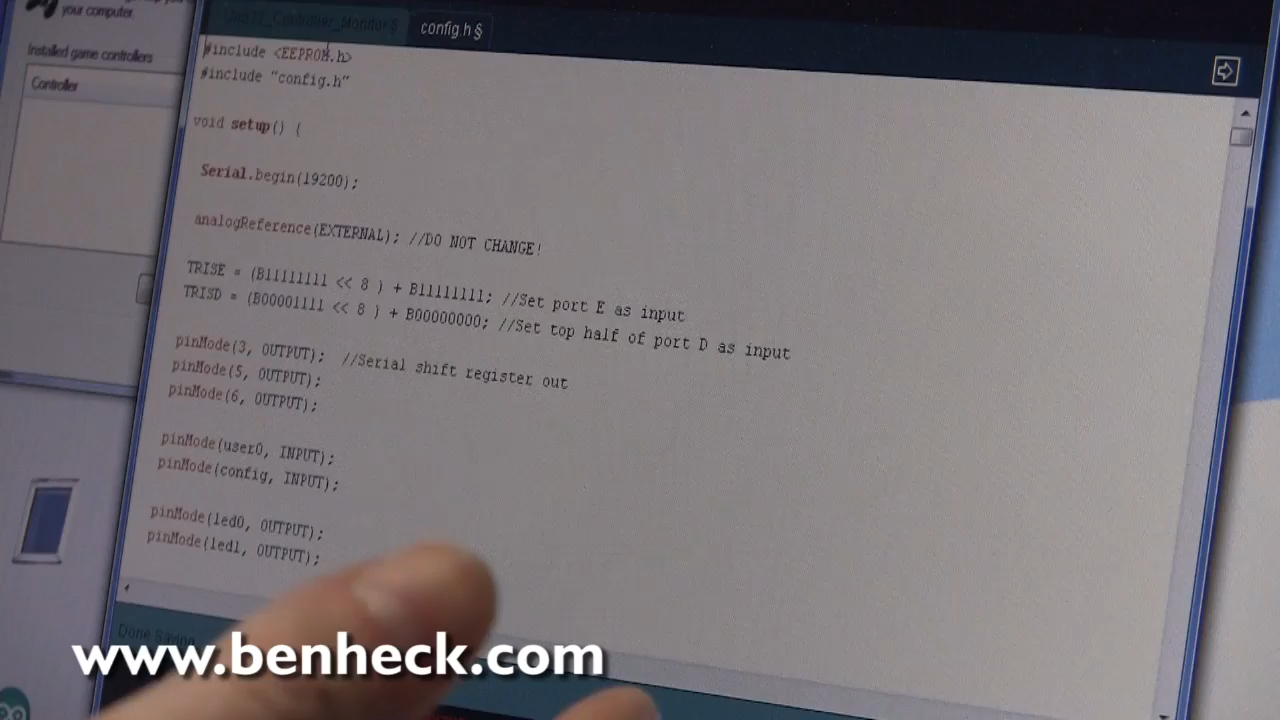 your computer.
Installed game controllers
Controller
Uno32_Controller_Monitor §
config.h §
#include <EEPROM.h>
#include "config.h"
void setup() {
Serial.begin(19200);
analogReference(EXTERNAL); //DO NOT CHANGE!
TRISE = (B11111111 << 8 ) + B11111111; //Set port E as input
TRISD = (B00001111 << 8 ) + B00000000; //Set top half of port D as input
pinMode(3, OUTPUT); //Serial shift register out
pinMode(5, OUTPUT);
pinMode(6, OUTPUT);
pinMode(user0, INPUT);
pinMode(config, INPUT);
pinMode(led0, OUTPUT);
pinMode(led1, OUTPUT);
Done Saving
www.benheck.com